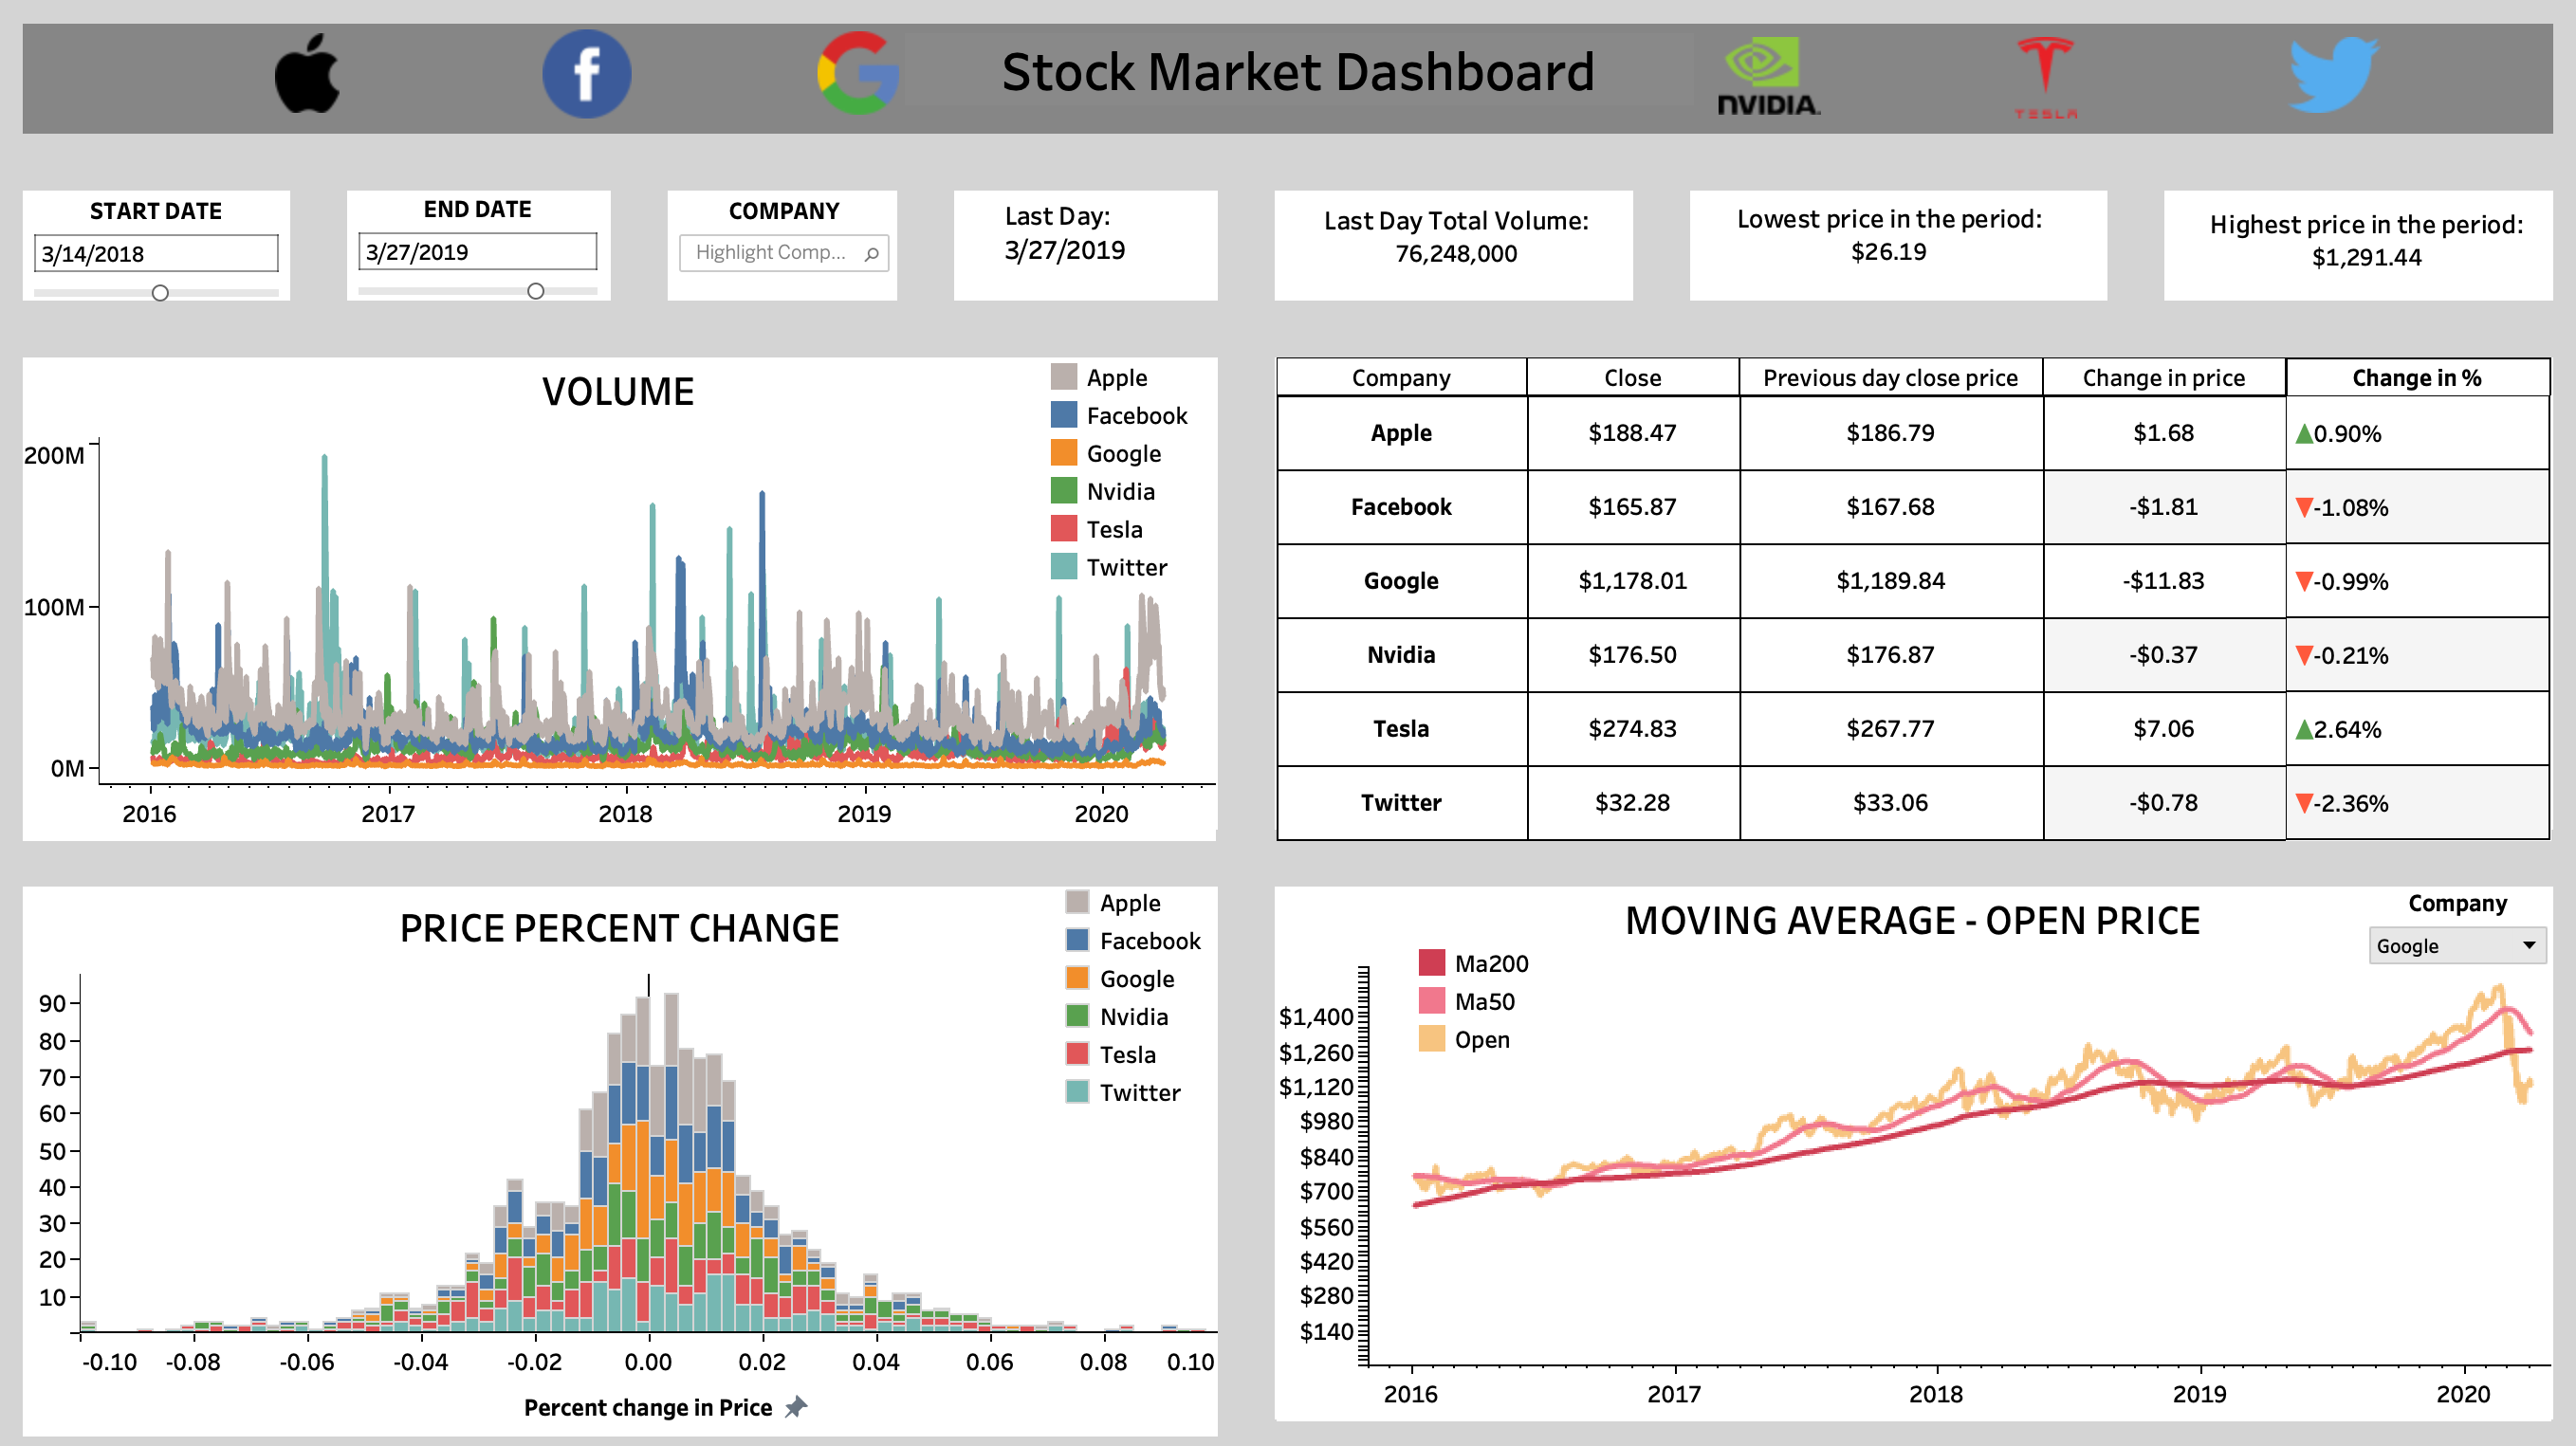 Stock Market Dashboard
NVIDIA.
TESLA
START DATE
3/14/2018
END DATE
3/27/2019
COMPANY
Highlight Comp...
Last Day:
3/27/2019
Last Day Total Volume:
76,248,000
Lowest price in the period:
$26.19
Highest price in the period:
$1,291.44
VOLUME
Apple
Facebook
Google
Nvidia
Tesla
Twitter
200M
100M
0M
2016 2017 2018 2019 2020
Company Close Previous day close price Change in price Change in %
Apple $188.47 $186.79 $1.68 ▲0.90%
Facebook $165.87 $167.68 -$1.81 ▼-1.08%
Google $1,178.01 $1,189.84 -$11.83 ▼-0.99%
Nvidia $176.50 $176.87 -$0.37 ▼-0.21%
Tesla $274.83 $267.77 $7.06 ▲2.64%
Twitter $32.28 $33.06 -$0.78 ▼-2.36%
PRICE PERCENT CHANGE
Apple
Facebook
Google
Nvidia
Tesla
Twitter
90
80
70
60
50
40
30
20
10
-0.10 -0.08 -0.06 -0.04 -0.02 0.00 0.02 0.04 0.06 0.08 0.10
Percent change in Price
MOVING AVERAGE - OPEN PRICE
Company
Google
Ma200
Ma50
Open
$1,400
$1,260
$1,120
$980
$840
$700
$560
$420
$280
$140
2016 2017 2018 2019 2020